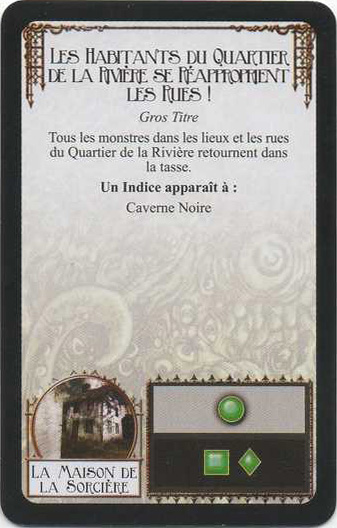 Les Habitants du Quartier
de la Rivière se Réapproprient
les Rues !
Gros Titre
Tous les monstres dans les lieux et les rues
du Quartier de la Rivière retournent dans
la tasse.
Un Indice apparaît à :
Caverne Noire
La Maison de
la Sorcière